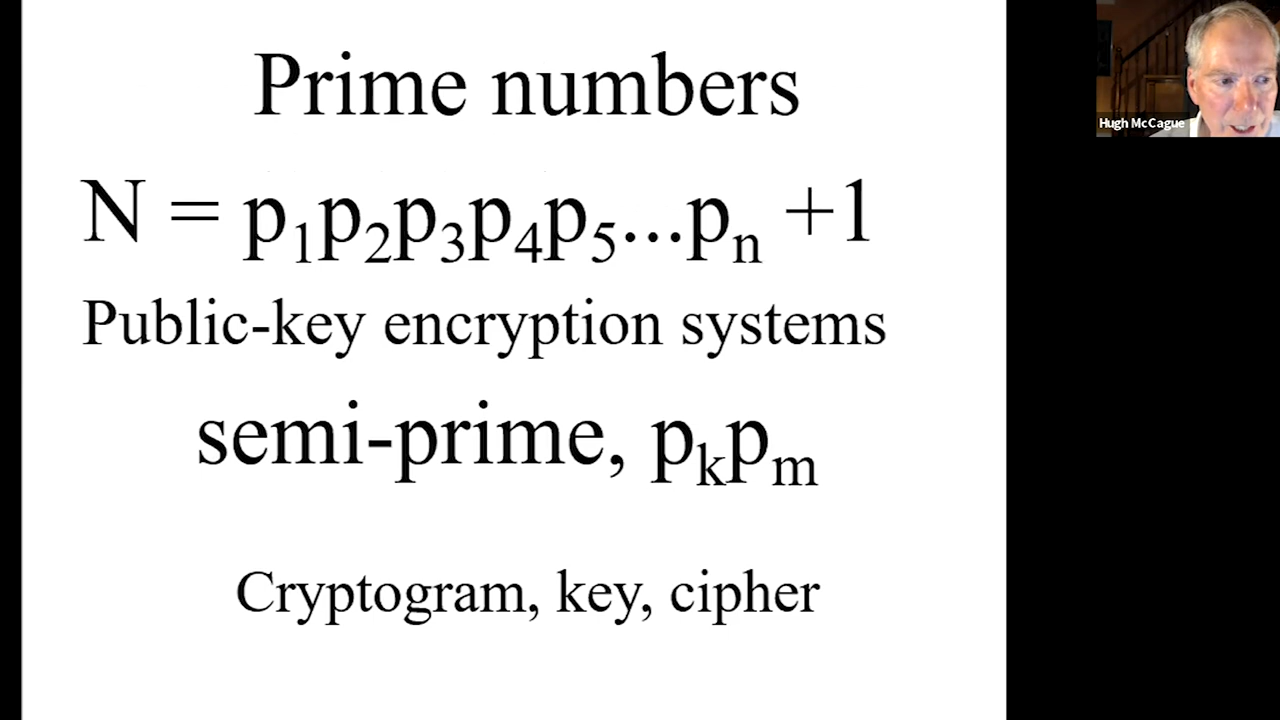 Prime numbers
N = p₁p₂p₃p₄p₅...pₙ +1
Public-key encryption systems
semi-prime, pₖpₘ
Cryptogram, key, cipher
Hugh McCague